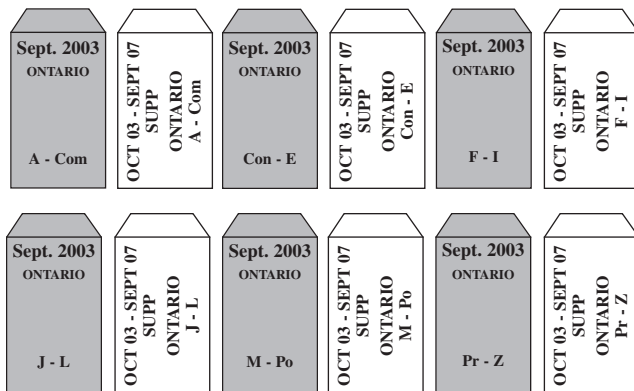 Sept. 2003
ONTARIO
A - Com
OCT 03 - SEPT 07
SUPP
ONTARIO
A - Com
Sept. 2003
ONTARIO
Con - E
OCT 03 - SEPT 07
SUPP
ONTARIO
Con - E
Sept. 2003
ONTARIO
F - I
OCT 03 - SEPT 07
SUPP
ONTARIO
F - I
Sept. 2003
ONTARIO
J - L
OCT 03 - SEPT 07
SUPP
ONTARIO
J - L
Sept. 2003
ONTARIO
M - Po
OCT 03 - SEPT 07
SUPP
ONTARIO
M - Po
Sept. 2003
ONTARIO
Pr - Z
OCT 03 - SEPT 07
SUPP
ONTARIO
Pr - Z